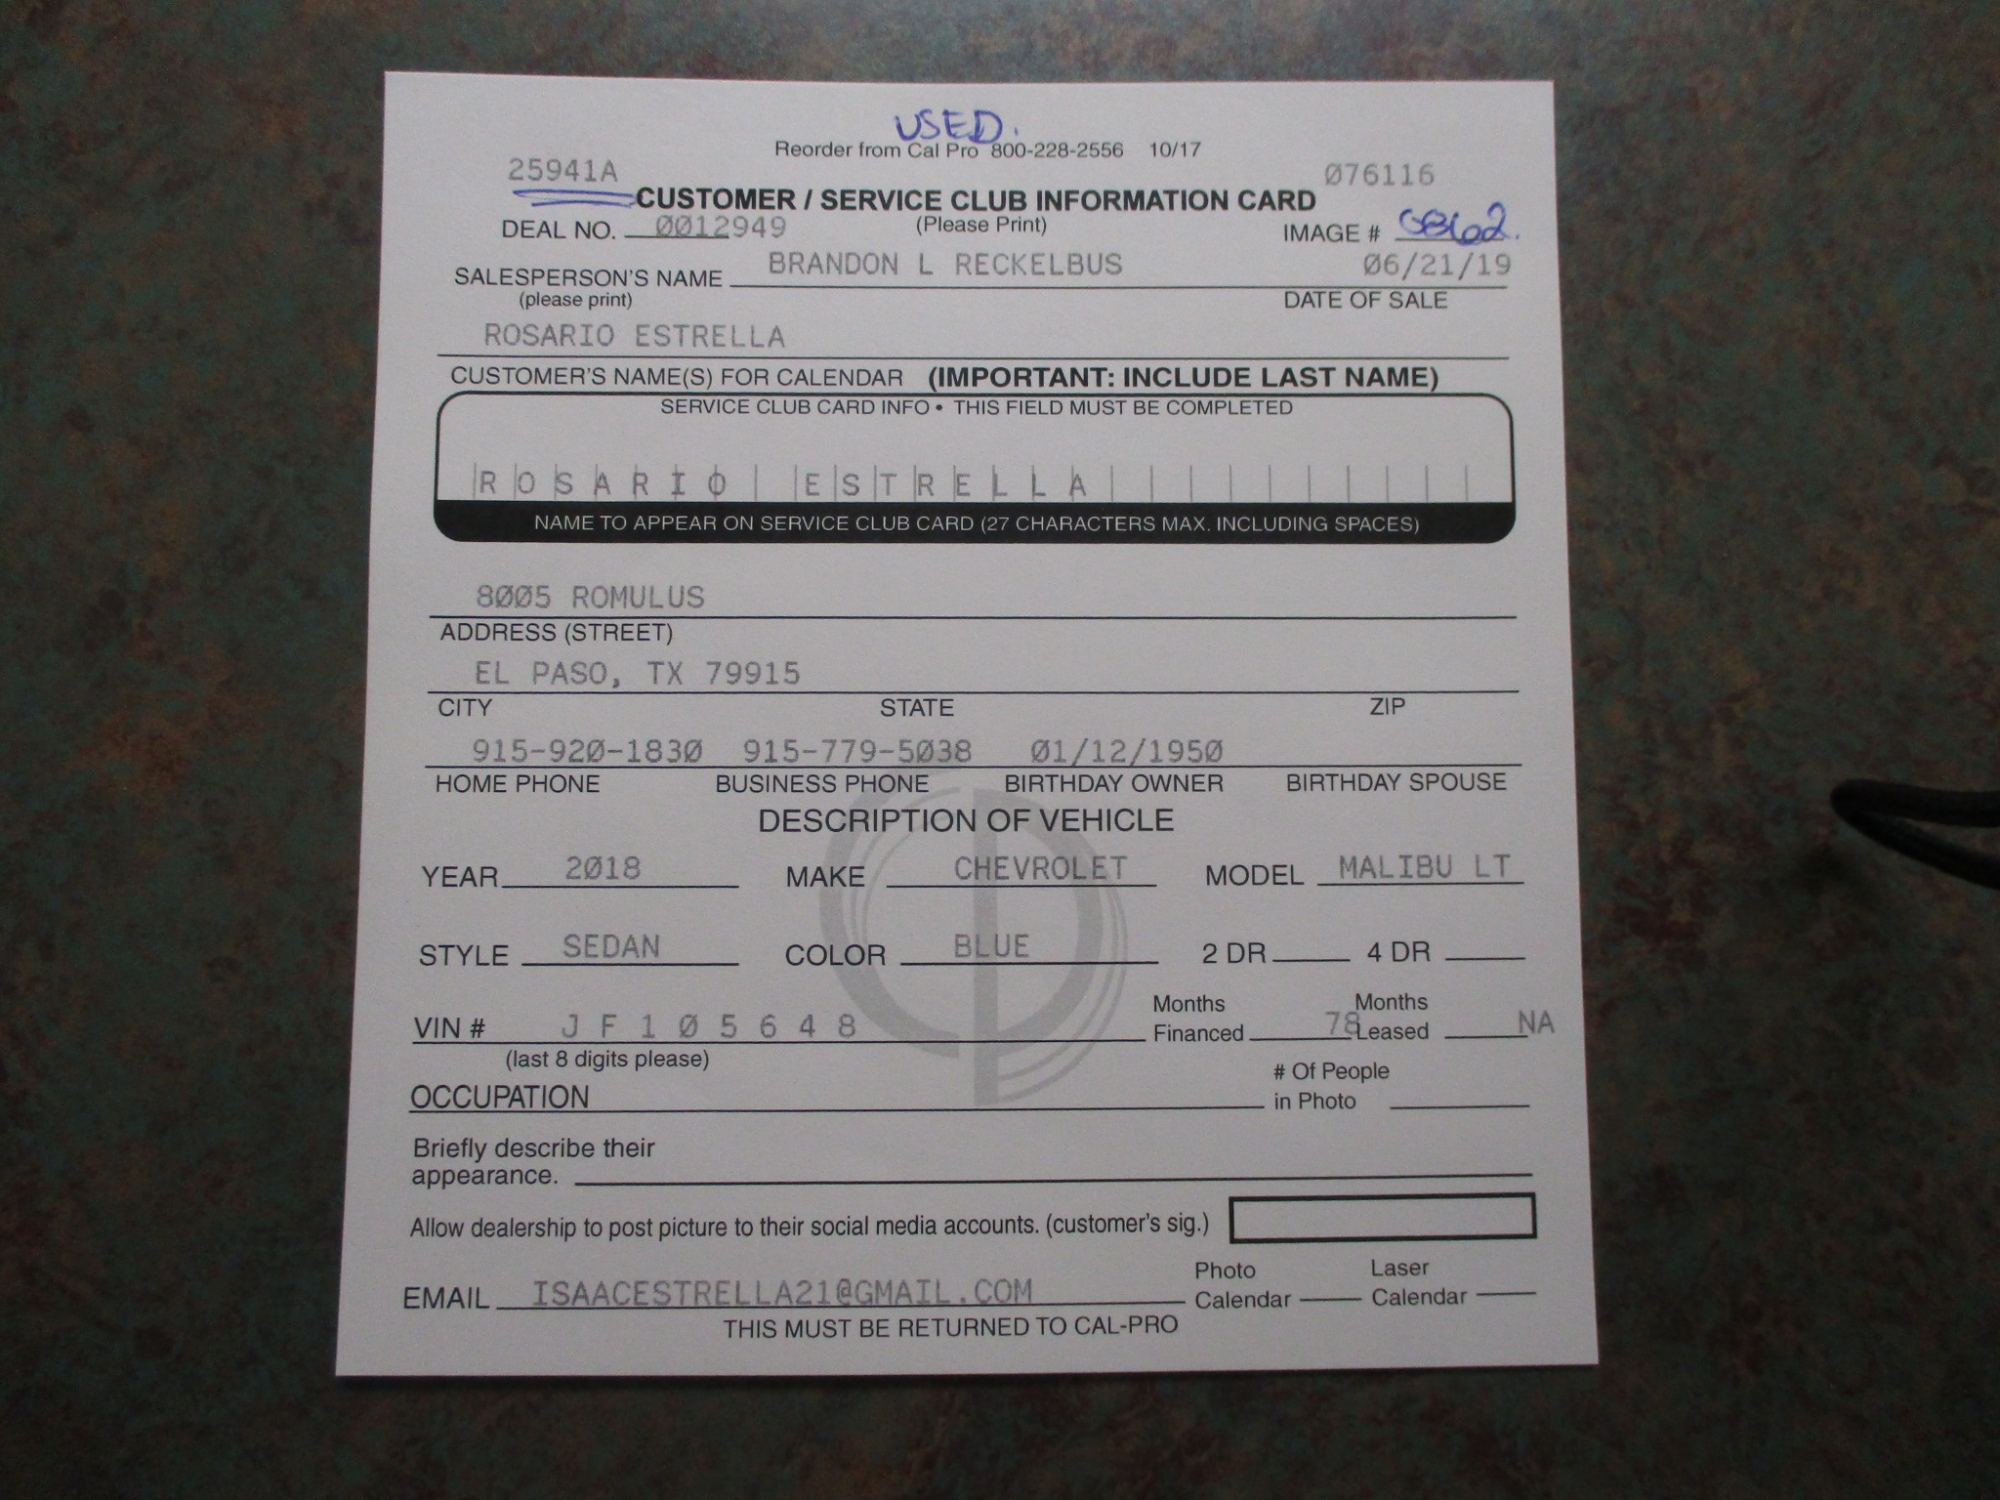 USED.
Reorder from Cal Pro 800-228-2556 10/17
25941A 076116
CUSTOMER / SERVICE CLUB INFORMATION CARD
DEAL NO. 0012949 (Please Print) IMAGE #
BRANDON L RECKELBUS 06/21/19
SALESPERSON'S NAME
(please print) DATE OF SALE
ROSARIO ESTRELLA
CUSTOMER'S NAME(S) FOR CALENDAR (IMPORTANT: INCLUDE LAST NAME)
SERVICE CLUB CARD INFO • THIS FIELD MUST BE COMPLETED
ROSARIO ESTRELLA
NAME TO APPEAR ON SERVICE CLUB CARD (27 CHARACTERS MAX. INCLUDING SPACES)
8005 ROMULUS
ADDRESS (STREET)
EL PASO, TX 79915
CITY STATE ZIP
915-920-1830 915-779-5038 01/12/1950
HOME PHONE BUSINESS PHONE BIRTHDAY OWNER BIRTHDAY SPOUSE
DESCRIPTION OF VEHICLE
YEAR 2018 MAKE CHEVROLET MODEL MALIBU LT
STYLE SEDAN COLOR BLUE 2 DR 4 DR
Months Months
VIN # J F 1 0 5 6 4 8 Financed 78 Leased NA
(last 8 digits please)
# Of People
OCCUPATION in Photo
Briefly describe their
appearance.
Allow dealership to post picture to their social media accounts. (customer's sig.)
Photo Laser
EMAIL ISAACESTRELLA21@GMAIL.COM Calendar Calendar
THIS MUST BE RETURNED TO CAL-PRO